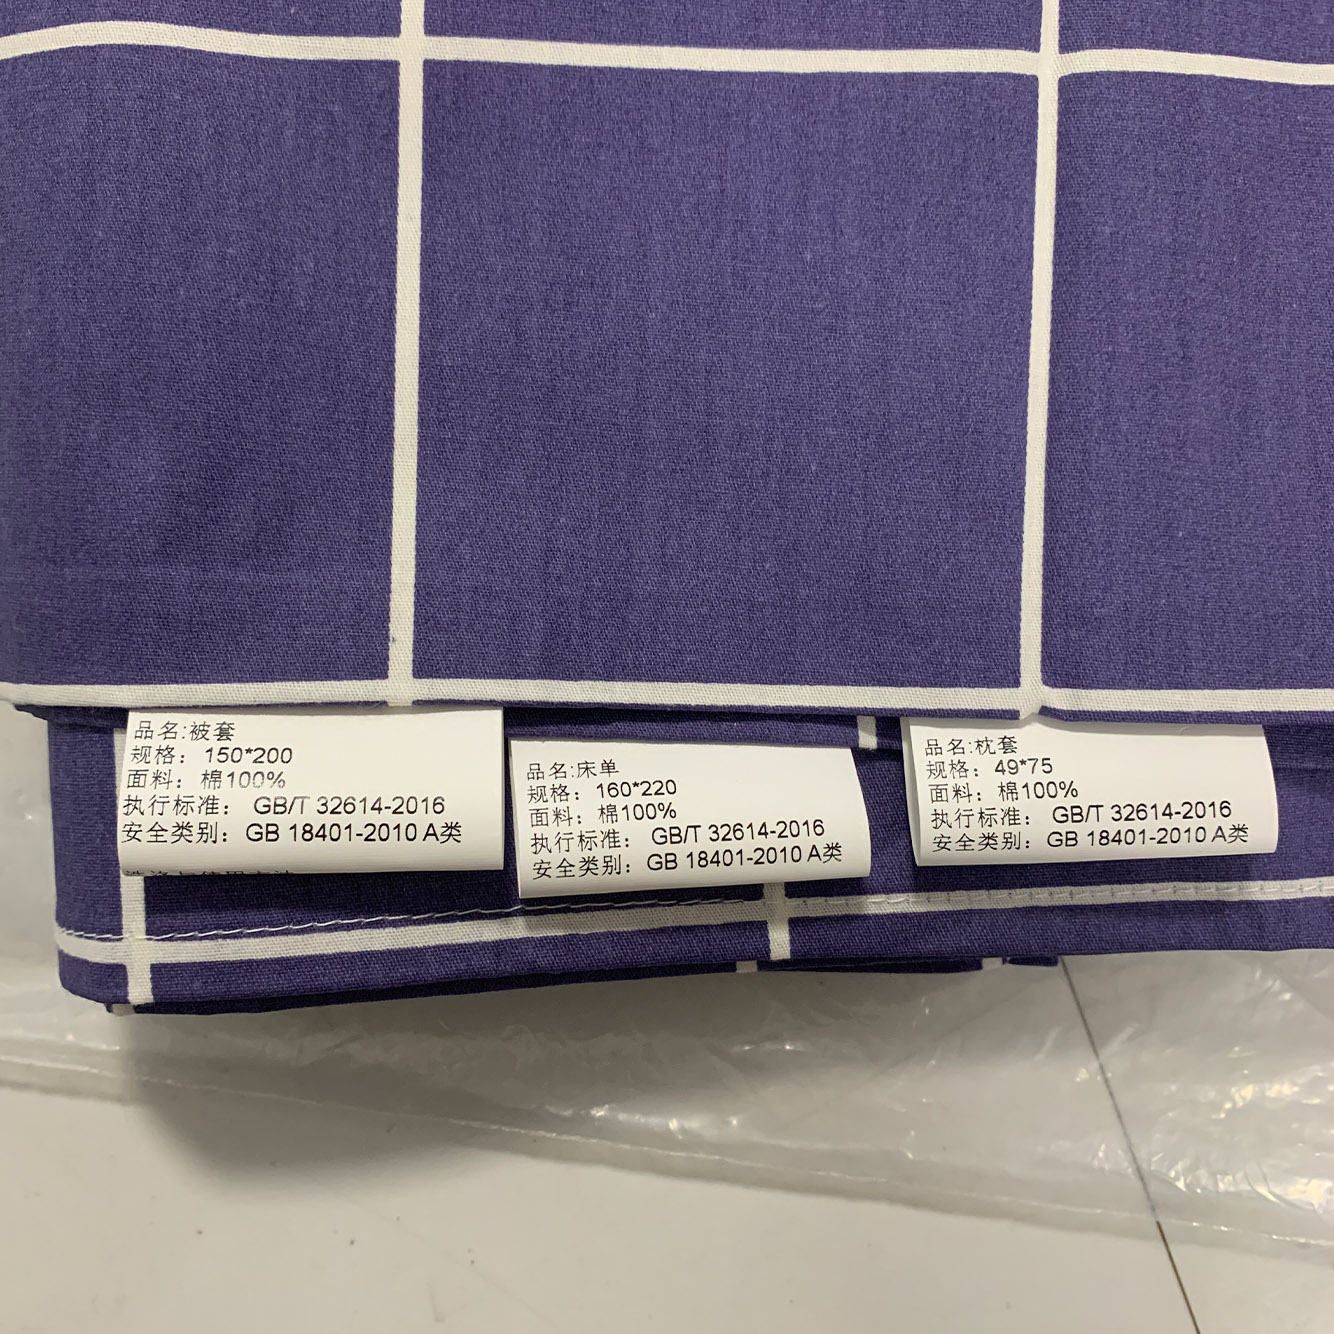 品名:被套
规格：150*200
面料：棉100%
执行标准： GB/T 32614-2016
安全类别：GB 18401-2010 A类
品名:床单
规格：160*220
面料：棉100%
执行标准： GB/T 32614-2016
安全类别：GB 18401-2010 A类
品名:枕套
规格：49*75
面料：棉100%
执行标准： GB/T 32614-2016
安全类别：GB 18401-2010 A类